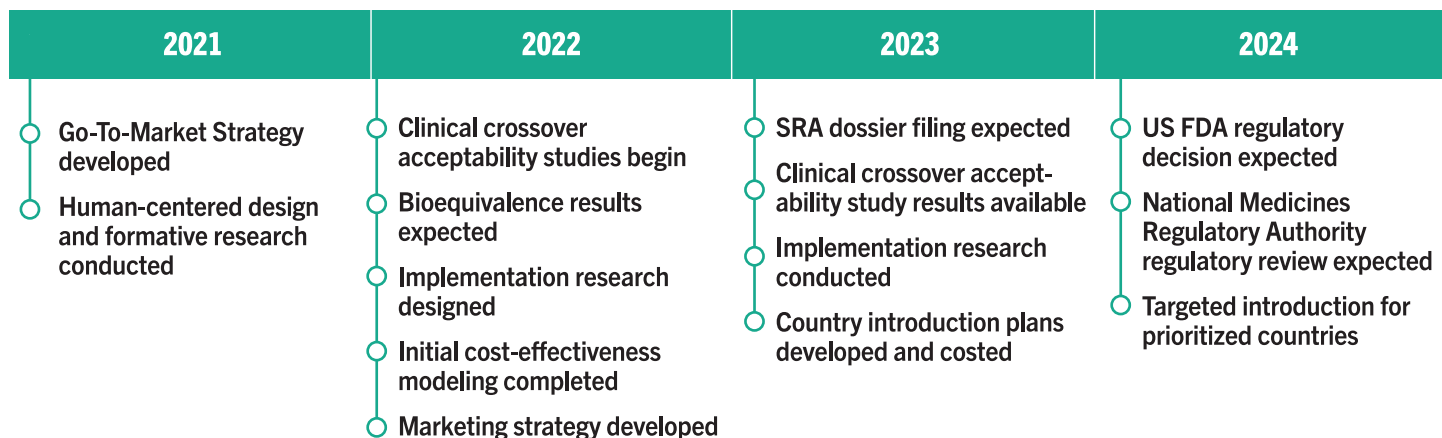 2021
Go-To-Market Strategy
developed
Human-centered design
and formative research
conducted
2022
Clinical crossover
acceptability studies begin
Bioequivalence results
expected
Implementation research
designed
Initial cost-effectiveness
modeling completed
Marketing strategy developed
2023
SRA dossier filing expected
Clinical crossover accept-
ability study results available
Implementation research
conducted
Country introduction plans
developed and costed
2024
US FDA regulatory
decision expected
National Medicines
Regulatory Authority
regulatory review expected
Targeted introduction for
prioritized countries